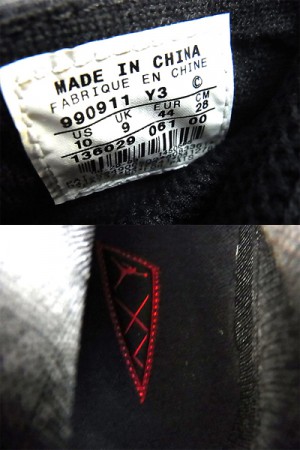 MADE IN CHINA
FABRIQUE EN CHINE
990911 Y3 ©
US UK EUR CM
10 9 44 28
136029 061 00
XX